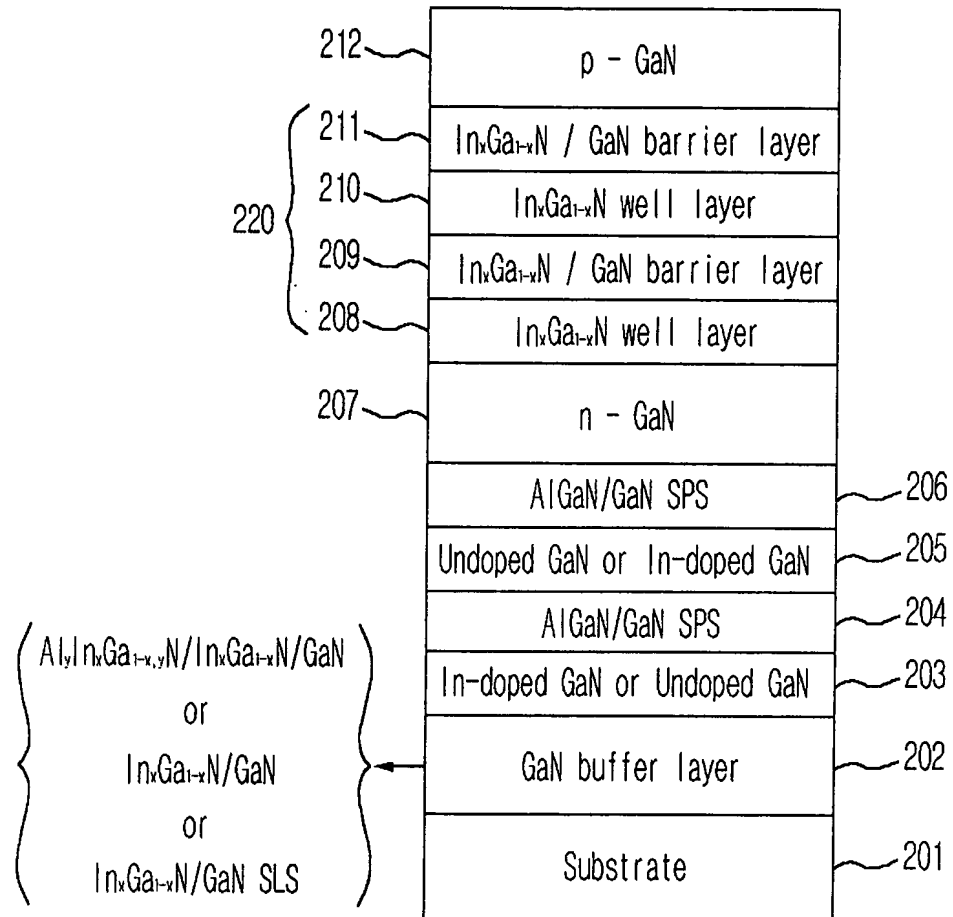 212
p - GaN
211
InxGa1-xN / GaN barrier layer
210
InxGa1-xN well layer
220
209
InxGa1-xN / GaN barrier layer
208
InxGa1-xN well layer
207
n - GaN
AlGaN/GaN SPS
206
Undoped GaN or In-doped GaN
205
AlGaN/GaN SPS
204
In-doped GaN or Undoped GaN
203
AlyInxGa1-x,yN/InxGa1-xN/GaN
or
InxGa1-xN/GaN
or
InxGa1-xN/GaN SLS
GaN buffer layer
202
Substrate
201